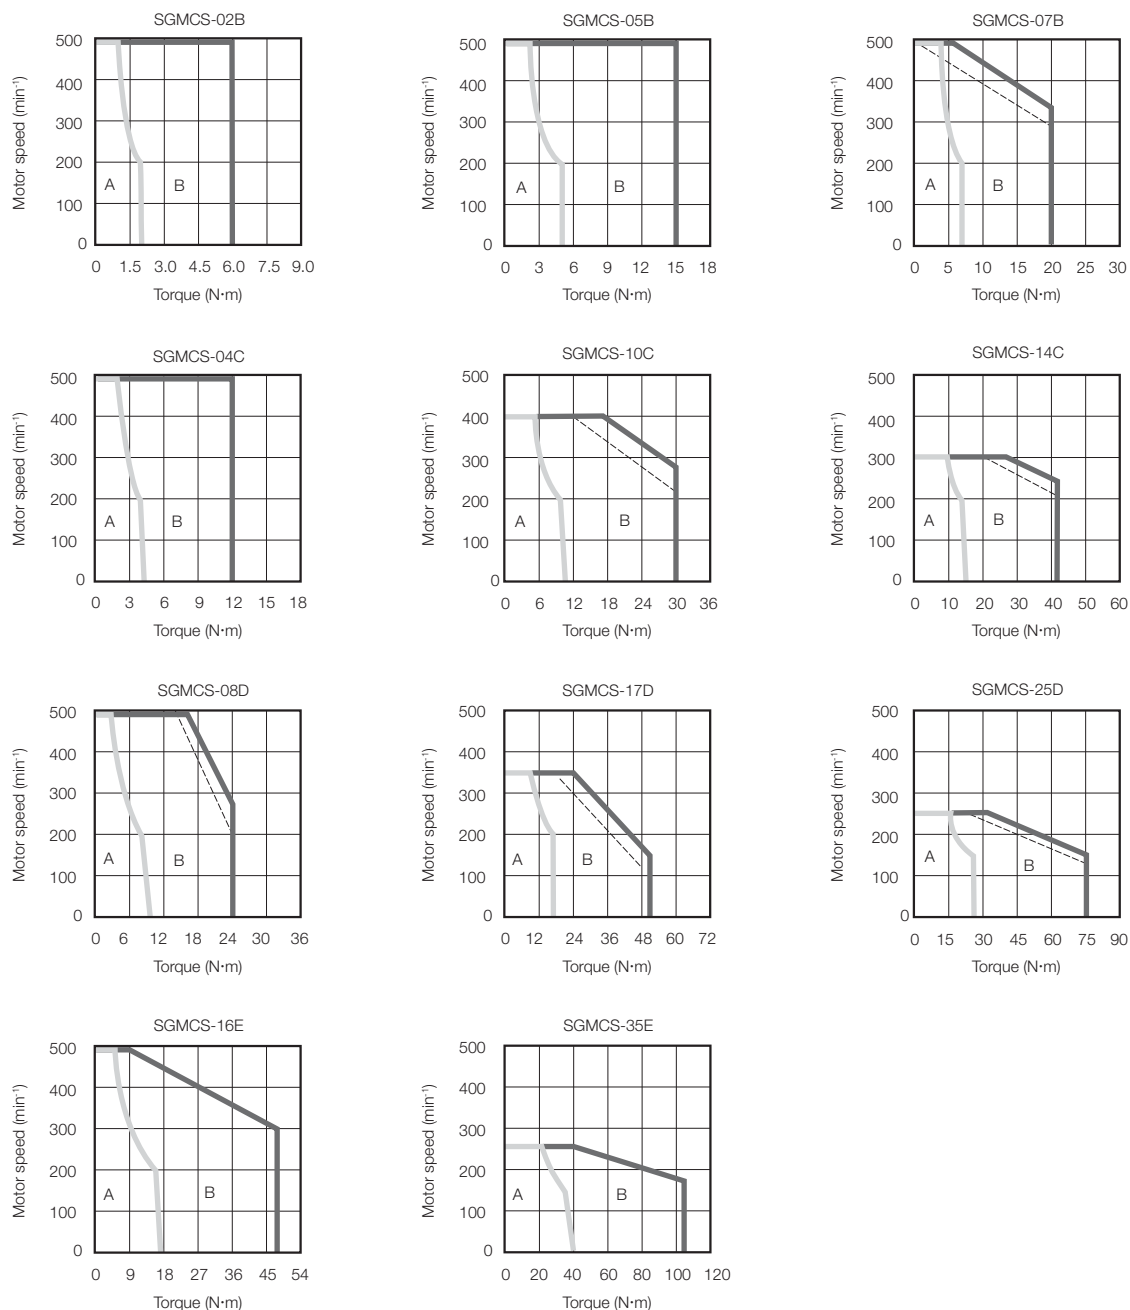 SGMCS-02B
Motor speed (min⁻¹)
500
400
300
200
100
0
A
B
0 1.5 3.0 4.5 6.0 7.5 9.0
Torque (N·m)
SGMCS-05B
Motor speed (min⁻¹)
500
400
300
200
100
0
A
B
0 3 6 9 12 15 18
Torque (N·m)
SGMCS-07B
Motor speed (min⁻¹)
500
400
300
200
100
0
A
B
0 5 10 15 20 25 30
Torque (N·m)
SGMCS-04C
Motor speed (min⁻¹)
500
400
300
200
100
0
A
B
0 3 6 9 12 15 18
Torque (N·m)
SGMCS-10C
Motor speed (min⁻¹)
500
400
300
200
100
0
A
B
0 6 12 24 30 36
Torque (N·m)
SGMCS-14C
Motor speed (min⁻¹)
500
400
300
200
100
0
A
B
0 10 20 30 40 50 60
Torque (N·m)
SGMCS-08D
Motor speed (min⁻¹)
500
400
300
200
100
0
A
B
0 6 12 18 24 30 36
Torque (N·m)
SGMCS-17D
Motor speed (min⁻¹)
500
400
300
200
100
0
A
B
0 12 24 36 48 60 72
Torque (N·m)
SGMCS-25D
Motor speed (min⁻¹)
500
400
300
200
100
0
A
B
0 15 30 45 60 75 90
Torque (N·m)
SGMCS-16E
Motor speed (min⁻¹)
500
400
300
200
100
0
A
B
0 9 18 27 36 45 54
Torque (N·m)
SGMCS-35E
Motor speed (min⁻¹)
500
400
300
200
100
0
A
B
0 20 40 60 80 100 120
Torque (N·m)